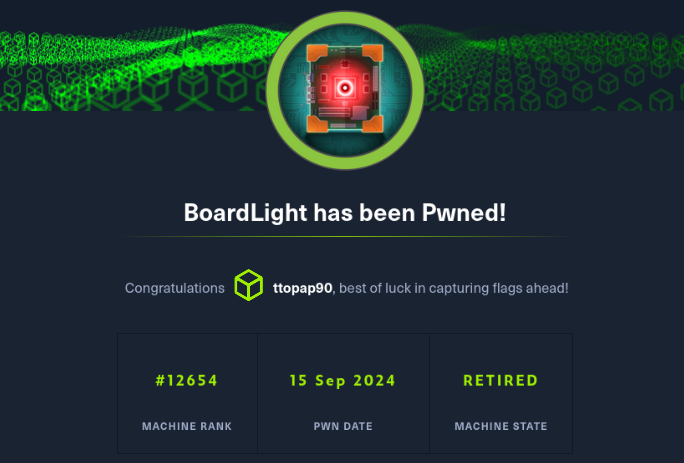 BoardLight has been Pwned!
Congratulations ttopap90, best of luck in capturing flags ahead!
#12654 15 Sep 2024 RETIRED
MACHINE RANK PWN DATE MACHINE STATE